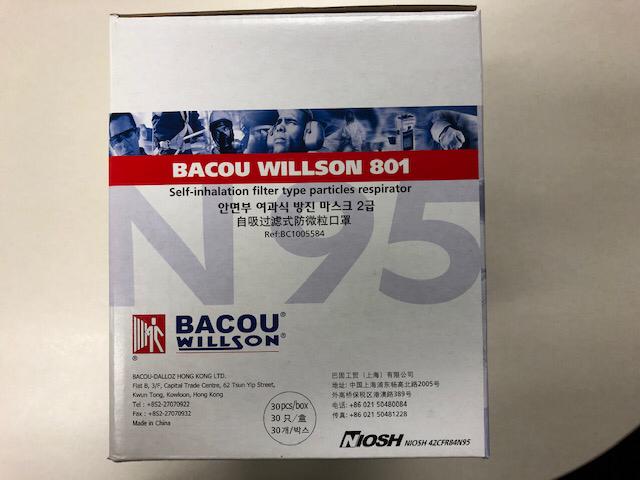 BACOU WILLSON 801
Self-inhalation filter type particles respirator
안면부 여과식 방진 마스크 2급
自吸过滤式防微粒口罩
Ref:BC1005584
N95
BACOU®
WILLSON®
®
BACOU-DALLOZ HONG KONG LTD.
Flat B, 3/F, Capital Trade Centre, 62 Tsun Yip Street,
Kwun Tong, Kowloon, Hong Kong
Tel : +852-27070922
Fax : +852-27070932
Made in China
30pcs/box
30 只/盒
30개/박스
巴固工贸（上海）有限公司
地址: 中国上海浦东杨高北路2005号
外高桥保税区港澳路389号
电话: +86 021 50480084
传真: +86 021 50481228
NIOSH NIOSH 42CFR84N95